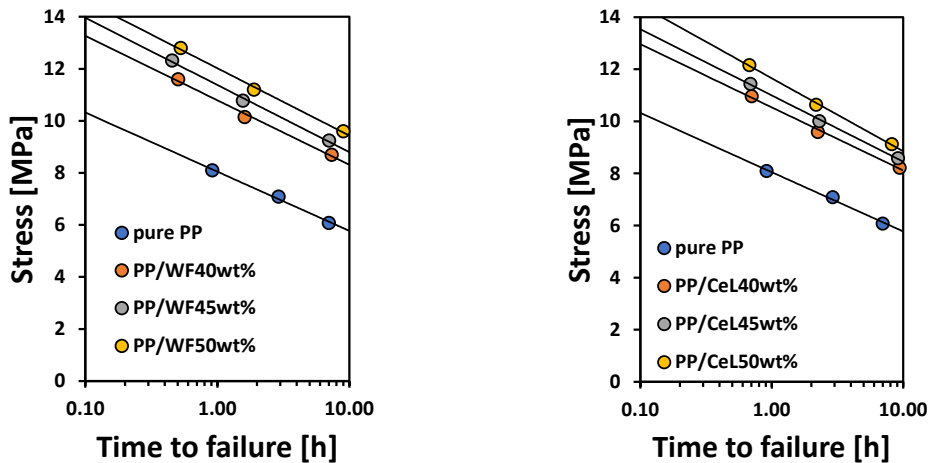 14
12
10
8
6
4
2
0
Stress [MPa]
pure PP
PP/WF40wt%
PP/WF45wt%
PP/WF50wt%
0.10
1.00
10.00
Time to failure [h]
14
12
10
8
6
4
2
0
Stress [MPa]
pure PP
PP/CeL40wt%
PP/CeL45wt%
PP/CeL50wt%
0.10
1.00
10.00
Time to failure [h]